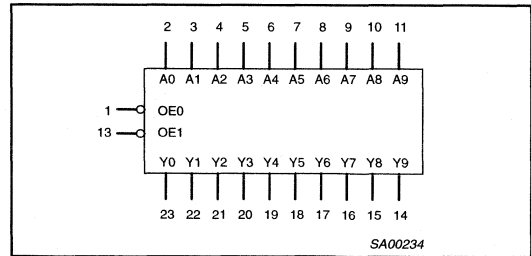 2 3 4 5 6 7 8 9 10 11
A0 A1 A2 A3 A4 A5 A6 A7 A8 A9
1 OE0
13 OE1
Y0 Y1 Y2 Y3 Y4 Y5 Y6 Y7 Y8 Y9
23 22 21 20 19 18 17 16 15 14
SA00234